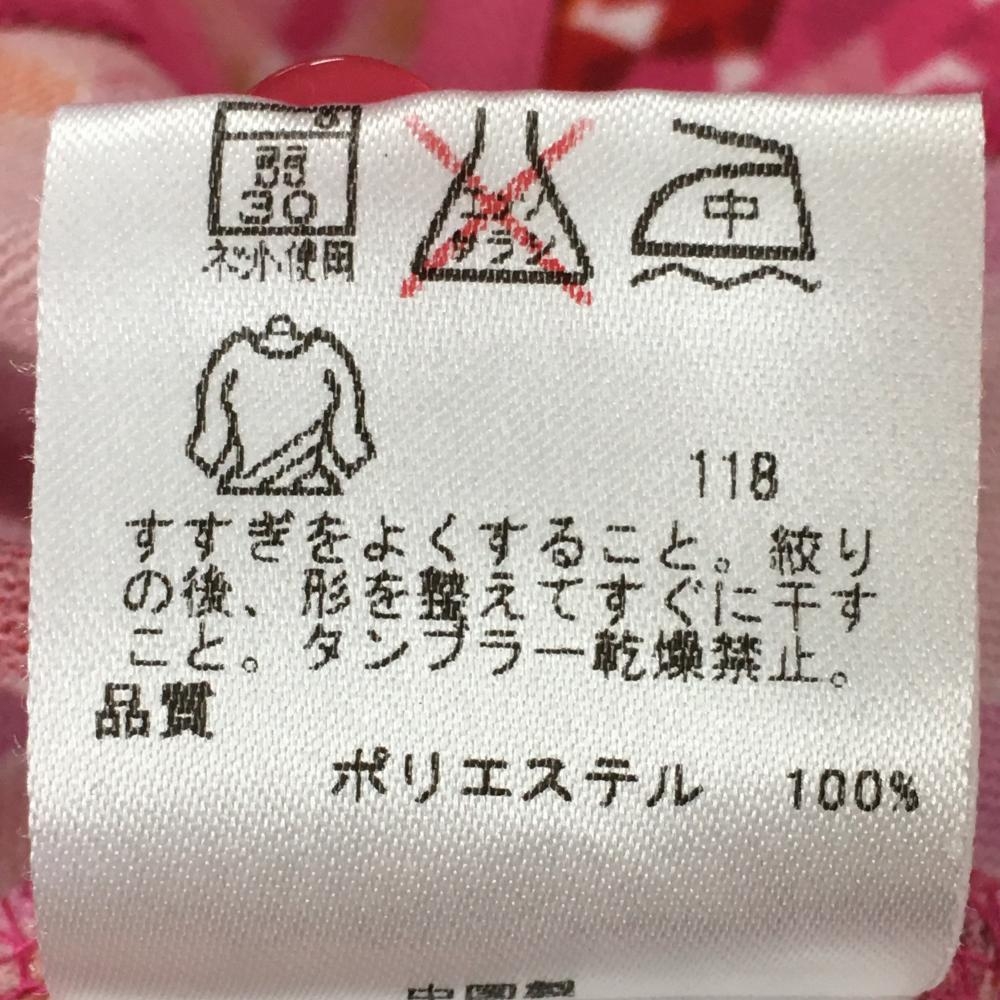 弱
30
ネット使用
エンソ
サラシ
中
118
すすぎをよくすること。絞り
の後、形を整えてすぐに干す
こと。タンブラー乾燥禁止。
品質
ポリエステル 100%
中国製